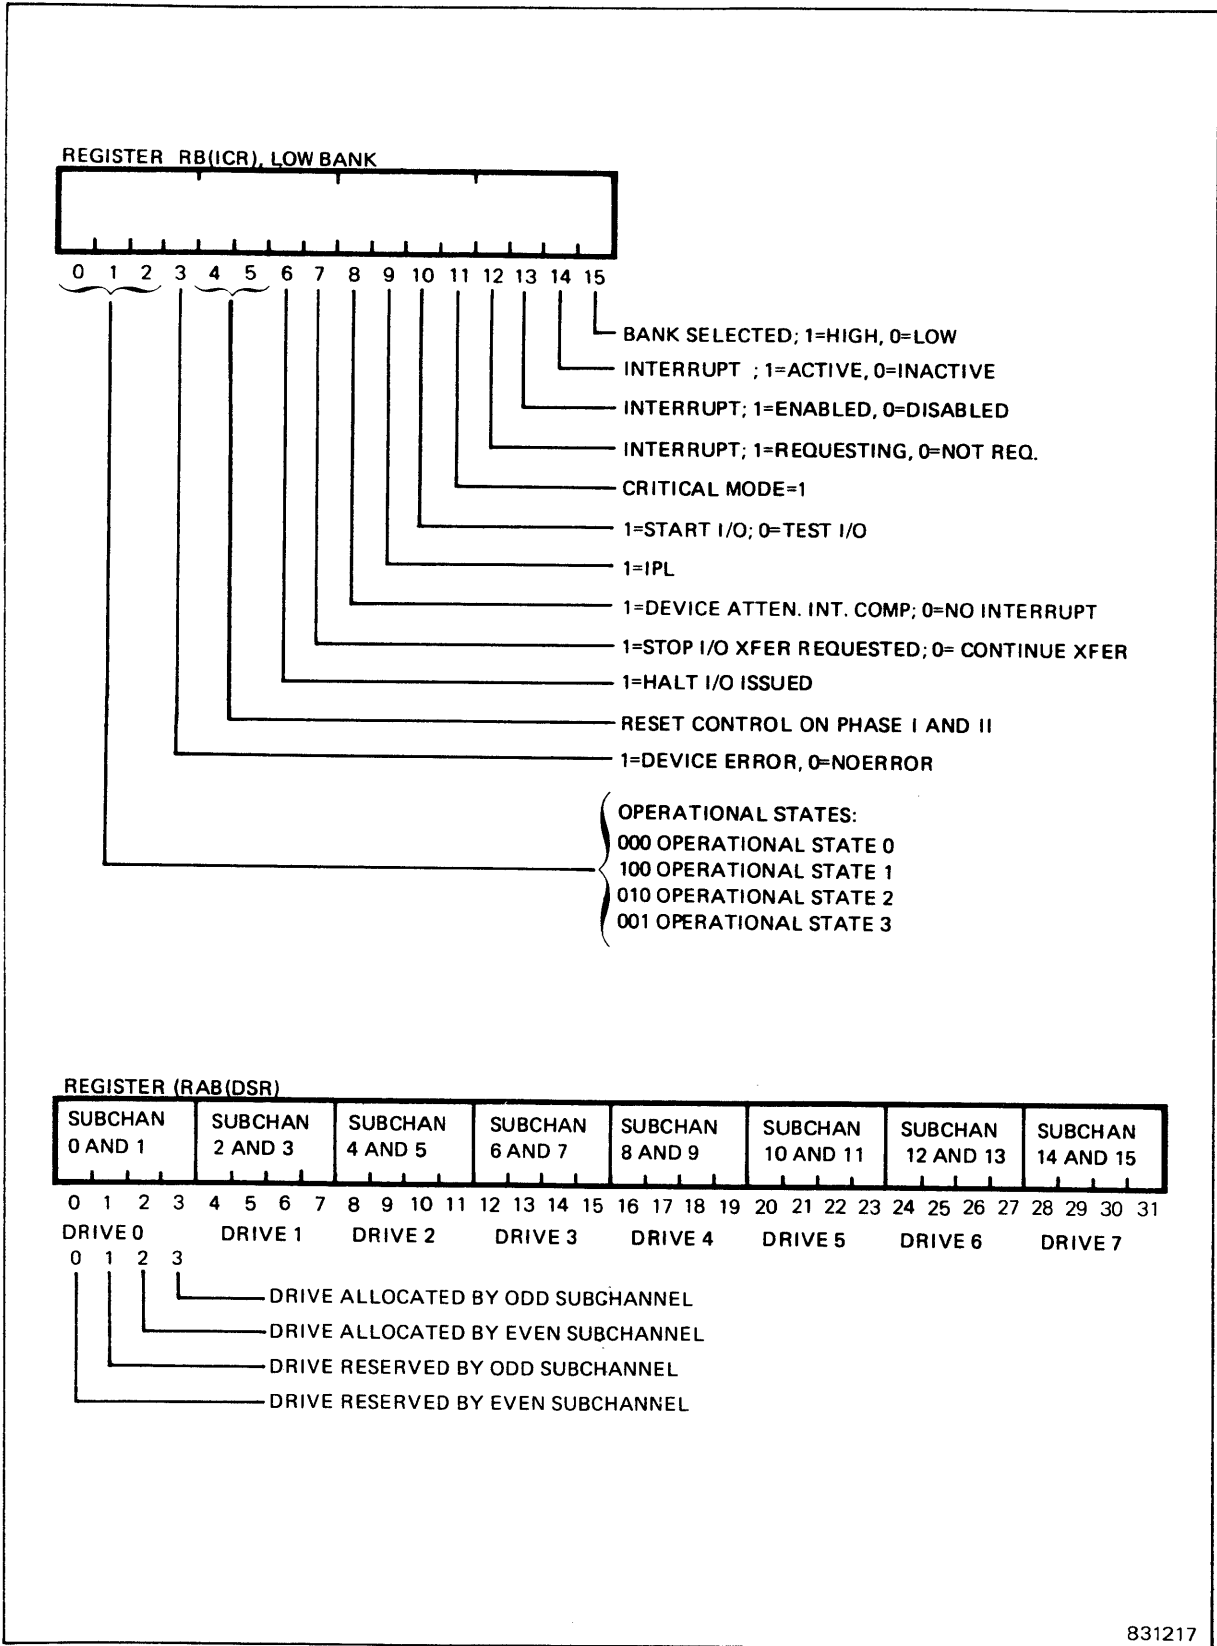 REGISTER RB(ICR), LOW BANK
0 1 2 3 4 5 6 7 8 9 10 11 12 13 14 15
BANK SELECTED; 1=HIGH, 0=LOW
INTERRUPT ; 1=ACTIVE, 0=INACTIVE
INTERRUPT; 1=ENABLED, 0=DISABLED
INTERRUPT; 1=REQUESTING, 0=NOT REQ.
CRITICAL MODE=1
1=START I/O; 0=TEST I/O
1=IPL
1=DEVICE ATTEN. INT. COMP; 0=NO INTERRUPT
1=STOP I/O XFER REQUESTED; 0= CONTINUE XFER
1=HALT I/O ISSUED
RESET CONTROL ON PHASE I AND II
1=DEVICE ERROR, 0=NOERROR
OPERATIONAL STATES:
000 OPERATIONAL STATE 0
100 OPERATIONAL STATE 1
010 OPERATIONAL STATE 2
001 OPERATIONAL STATE 3
REGISTER (RAB(DSR)
SUBCHAN SUBCHAN SUBCHAN SUBCHAN SUBCHAN SUBCHAN SUBCHAN SUBCHAN
0 AND 1 2 AND 3 4 AND 5 6 AND 7 8 AND 9 10 AND 11 12 AND 13 14 AND 15
0 1 2 3 4 5 6 7 8 9 10 11 12 13 14 15 16 17 18 19 20 21 22 23 24 25 26 27 28 29 30 31
DRIVE 0 DRIVE 1 DRIVE 2 DRIVE 3 DRIVE 4 DRIVE 5 DRIVE 6 DRIVE 7
0 1 2 3
DRIVE ALLOCATED BY ODD SUBCHANNEL
DRIVE ALLOCATED BY EVEN SUBCHANNEL
DRIVE RESERVED BY ODD SUBCHANNEL
DRIVE RESERVED BY EVEN SUBCHANNEL
831217